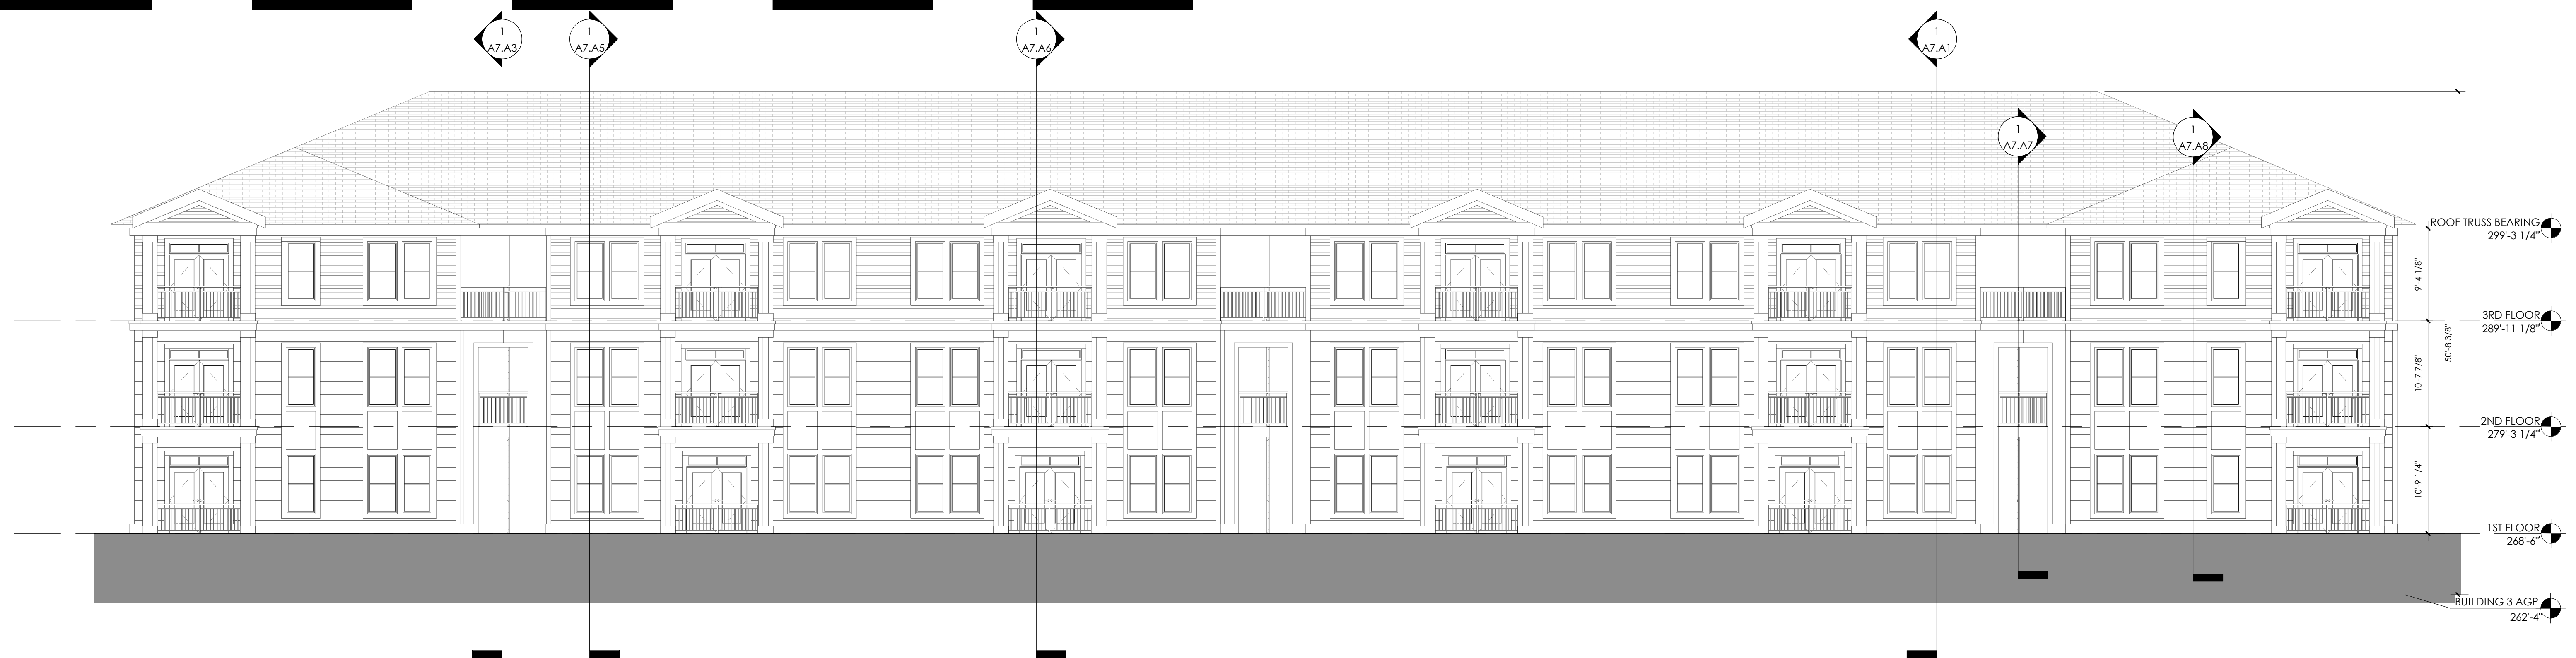 1
A7.A3
1
A7.A5
1
A7.A6
1
A7.A1
1
A7.A7
1
A7.A8
ROOF TRUSS BEARING
299'-3 1/4"
9'-4 1/8"
3RD FLOOR
289'-11 1/8"
50'-8 3/8"
10'-7 7/8"
2ND FLOOR
279'-3 1/4"
10'-9 1/4"
1ST FLOOR
268'-6"
BUILDING 3 AGP
262'-4"